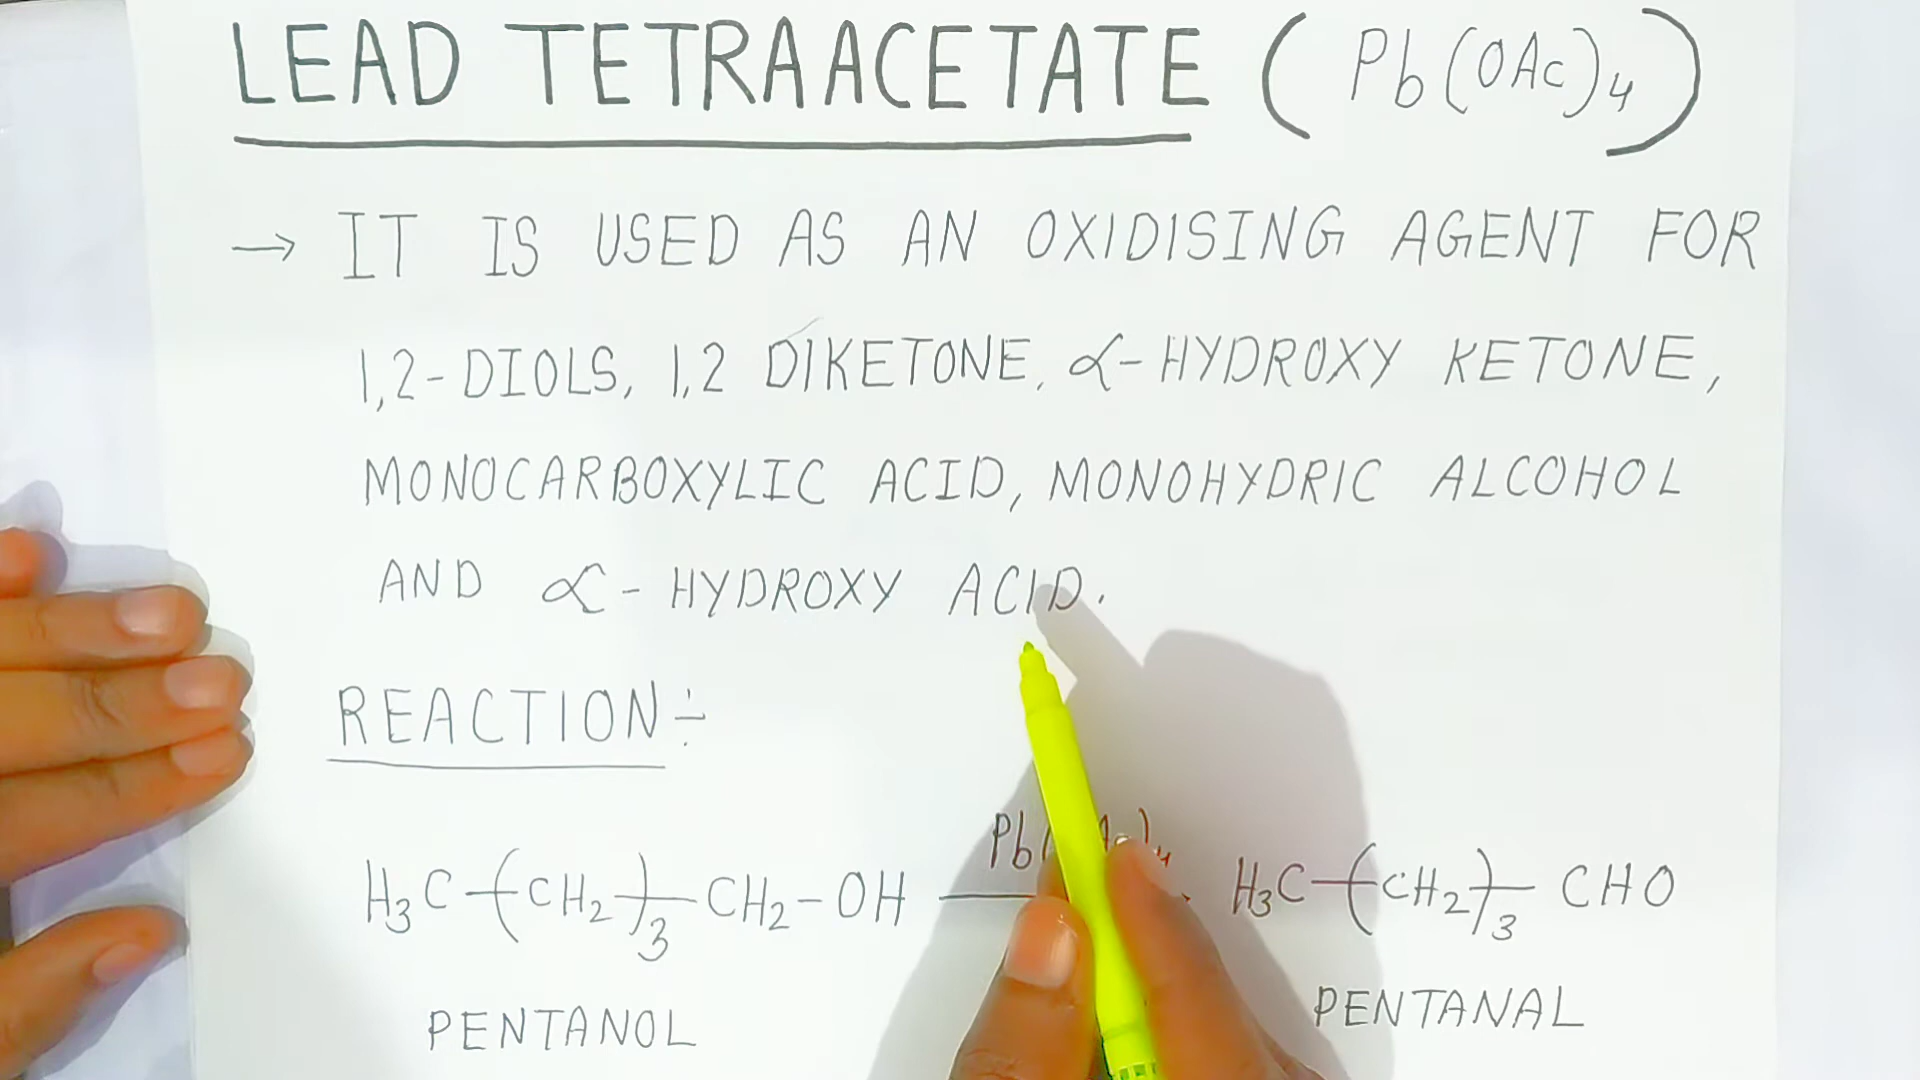 LEAD TETRAACETATE (Pb(OAc)4)
→ IT IS USED AS AN OXIDISING AGENT FOR
1,2-DIOLS, 1,2 DIKETONE, α-HYDROXY KETONE,
MONOCARBOXYLIC ACID, MONOHYDRIC ALCOHOL
AND α-HYDROXY ACID.
REACTION:-
Pb(
H3C-(CH2)3-CH2-OH → H3C-(CH2)3-CHO
PENTANOL PENTANAL